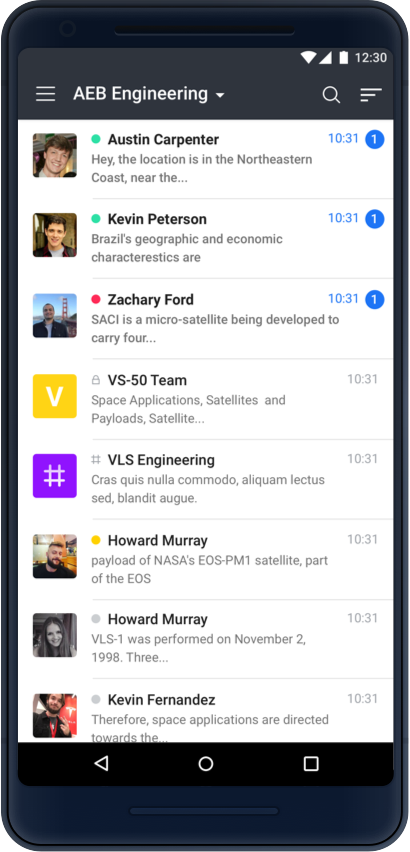 12:30
AEB Engineering
Austin Carpenter 10:31 1
Hey, the location is in the Northeastern
Coast, near the...
Kevin Peterson 10:31 1
Brazil's geographic and economic
characterestics are
Zachary Ford 10:31 1
SACI is a micro-satellite being developed to
carry four...
V
VS-50 Team 10:31
Space Applications, Satellites and
Payloads, Satellite...
#
# VLS Engineering 10:31
Cras quis nulla commodo, aliquam lectus
sed, blandit augue.
Howard Murray 10:31
payload of NASA's EOS-PM1 satellite, part
of the EOS
Howard Murray 10:31
VLS-1 was performed on November 2,
1998. Three...
Kevin Fernandez 10:31
Therefore, space applications are directed
towards the...